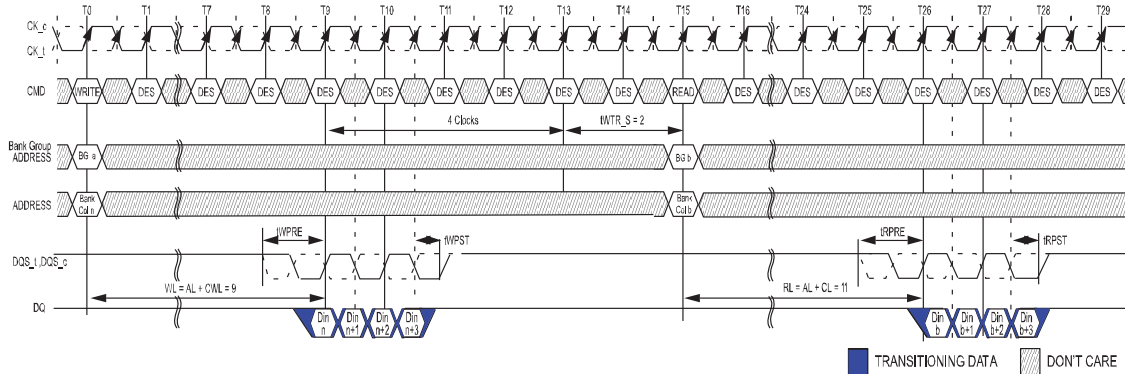 T0 T1 T7 T8 T9 T10 T11 T12 T13 T14 T15 T16 T24 T25 T26 T27 T28 T29
CK_c
CK_t
CMD WRITE DES DES DES DES DES DES DES DES DES READ DES DES DES DES DES DES DES
4 Clocks tWTR_S = 2
Bank Group
ADDRESS BG a BG b
ADDRESS Bank
Col n Bank
Col b
tWPRE tWPST tRPRE tRPST
DQS_t,DQS_c
WL = AL + CWL = 9 RL = AL + CL = 11
DQ Din
n Din
n+1 Din
n+2 Din
n+3 Din
b Din
b+1 Din
b+2 Din
b+3
TRANSITIONING DATA DON'T CARE